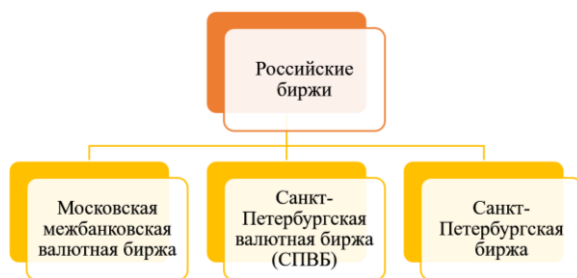 Российские
биржи
Московская
межбанковская
валютная биржа
Санкт-
Петербургская
валютная биржа
(СПВБ)
Санкт-
Петербургская
биржа